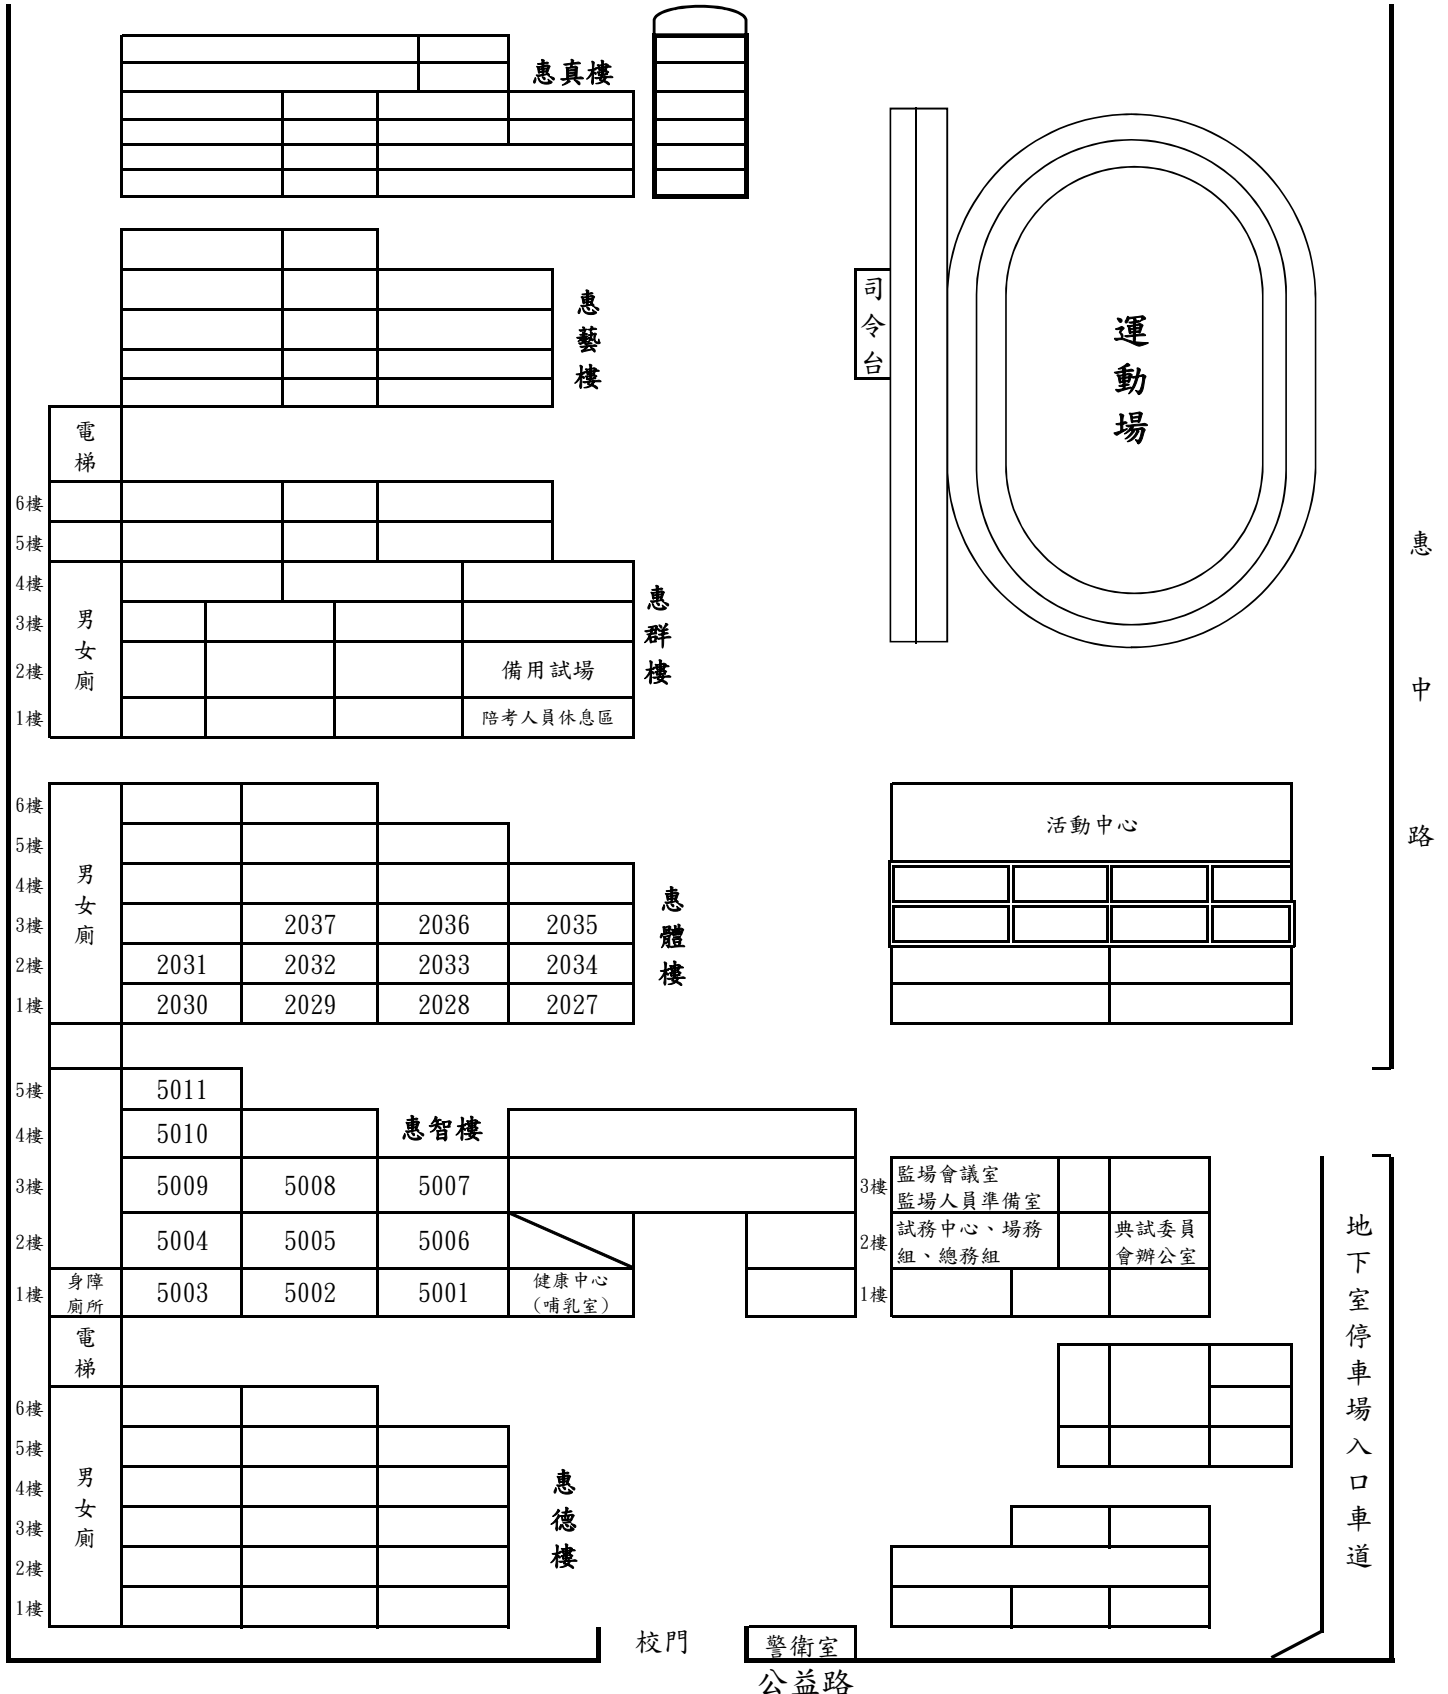 惠真樓
惠藝樓
司令台
運動場
電梯
6樓
5樓
4樓
3樓
2樓 備用試場
1樓 陪考人員休息區
男女廁
惠群樓
惠中路
6樓
5樓
4樓
3樓 2037 2036 2035
2樓 2031 2032 2033 2034
1樓 2030 2029 2028 2027
男女廁
惠體樓
活動中心
5樓 5011
4樓 5010
惠智樓
3樓 5009 5008 5007
2樓 5004 5005 5006
1樓 身障廁所 5003 5002 5001 健康中心
(哺乳室)
3樓 監場會議室
監場人員準備室
2樓 試務中心、場務
組、總務組
典試委員
會辦公室
1樓
地下室停車場入口車道
電梯
6樓
5樓
4樓
3樓
2樓
1樓
男女廁
惠德樓
校門
警衛室
公益路